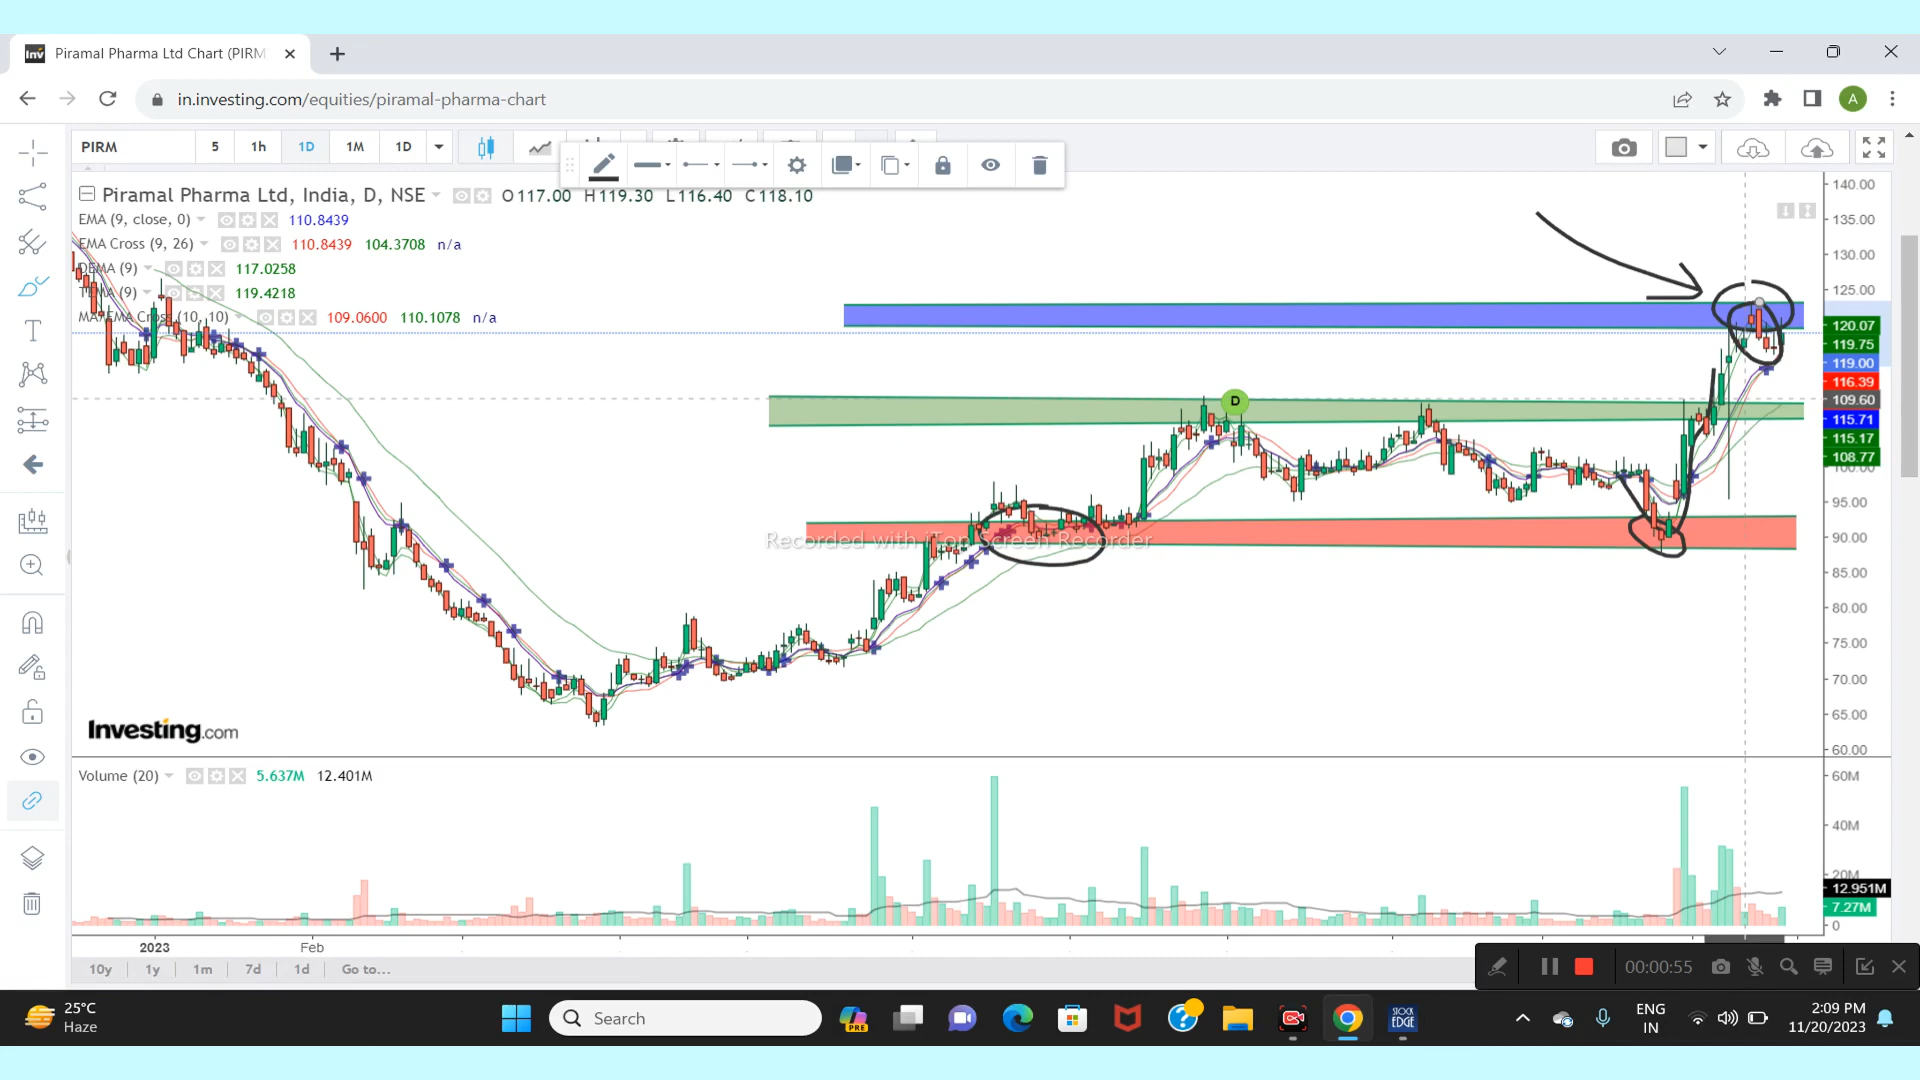 Inv Piramal Pharma Ltd Chart (PIRM
in.investing.com/equities/piramal-pharma-chart
A
PIRM 5 1h 1D 1M 1D
Piramal Pharma Ltd, India, D, NSE O117.00 H119.30 L116.40 C118.10
EMA (9, close, 0) 110.8439
EMA Cross (9, 26) 110.8439 104.3708 n/a
DEMA (9) 117.0258
TEMA (9) 119.4218
MA/EMA Cross (10, 10) 109.0600 110.1078 n/a
140.00
135.00
130.00
125.00
120.07
119.75
119.00
116.39
109.60
115.71
115.17
108.77
100.00
95.00
90.00
85.00
80.00
75.00
70.00
65.00
60.00
D
Recorded with iTop Screen Recorder
Investing.com
Volume (20) 5.637M 12.401M
60M
40M
20M
12.951M
7.27M
0
2023 Feb
10y 1y 1m 7d 1d Go to...
00:00:55
25°C
Haze
Search
PRE
STOCK
EDGE
ENG
IN
2:09 PM
11/20/2023